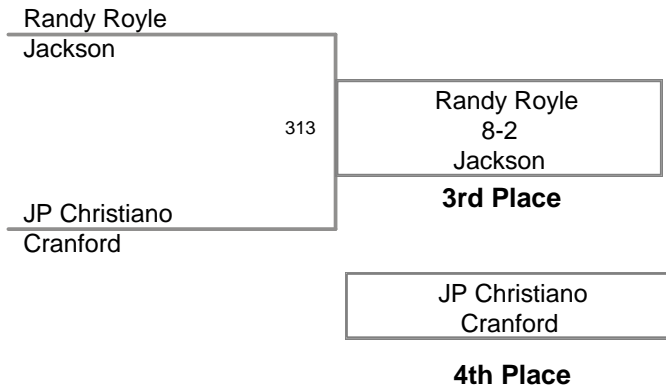 Randy Royle
Jackson
313
Randy Royle
8-2
Jackson
3rd Place
JP Christiano
Cranford
JP Christiano
Cranford
4th Place